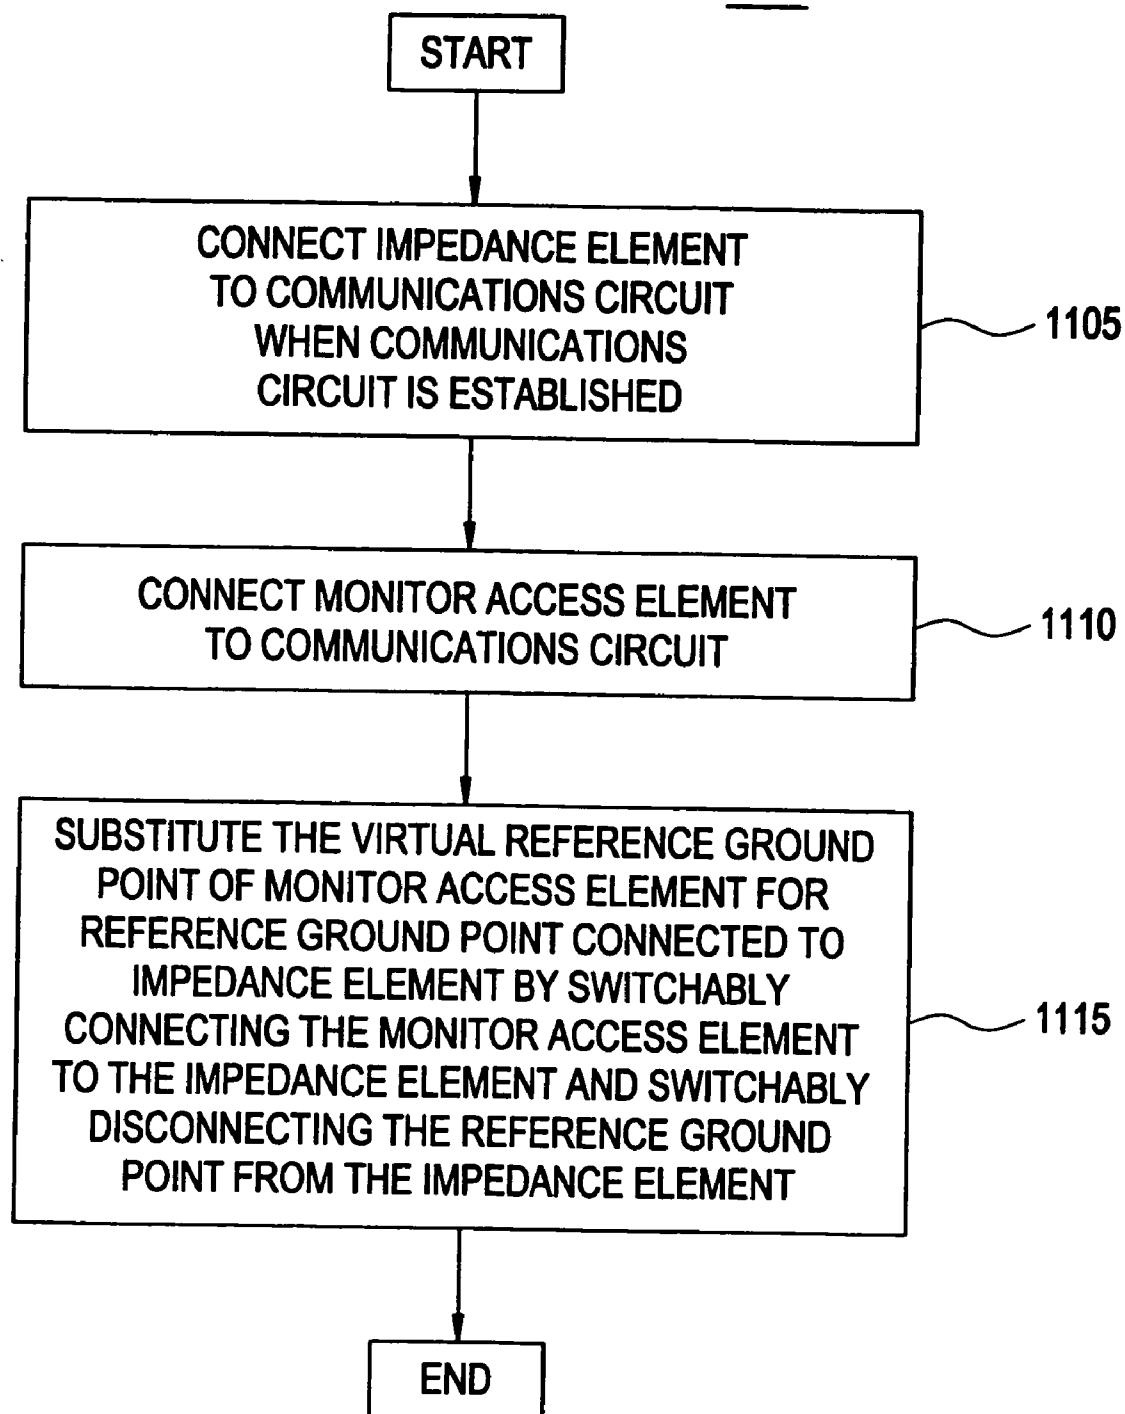 START
CONNECT IMPEDANCE ELEMENT
TO COMMUNICATIONS CIRCUIT
WHEN COMMUNICATIONS
CIRCUIT IS ESTABLISHED
1105
CONNECT MONITOR ACCESS ELEMENT
TO COMMUNICATIONS CIRCUIT
1110
SUBSTITUTE THE VIRTUAL REFERENCE GROUND
POINT OF MONITOR ACCESS ELEMENT FOR
REFERENCE GROUND POINT CONNECTED TO
IMPEDANCE ELEMENT BY SWITCHABLY
CONNECTING THE MONITOR ACCESS ELEMENT
TO THE IMPEDANCE ELEMENT AND SWITCHABLY
DISCONNECTING THE REFERENCE GROUND
POINT FROM THE IMPEDANCE ELEMENT
1115
END